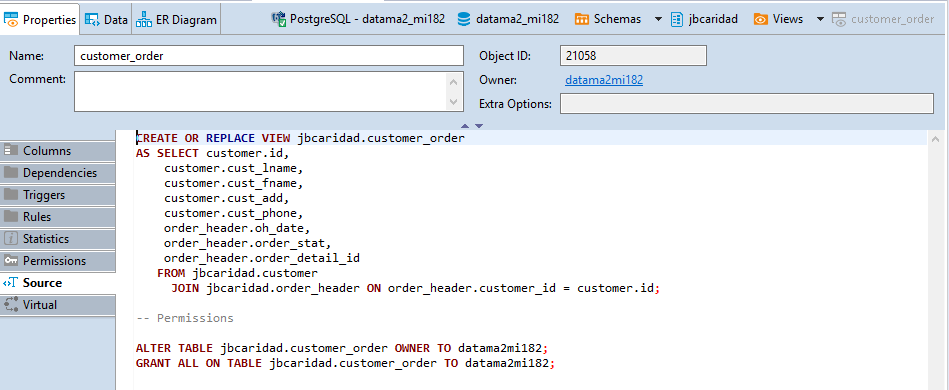 Properties Data ER Diagram PostgreSQL - datama2_mi182 datama2_mi182 Schemas jbcaridad Views customer_order
Name: customer_order Object ID: 21058
Comment: Owner: datama2mi182
Extra Options:
Columns
Dependencies
Triggers
Rules
Statistics
Permissions
Source
Virtual
CREATE OR REPLACE VIEW jbcaridad.customer_order
AS SELECT customer.id,
    customer.cust_lname,
    customer.cust_fname,
    customer.cust_add,
    customer.cust_phone,
    order_header.oh_date,
    order_header.order_stat,
    order_header.order_detail_id
   FROM jbcaridad.customer
     JOIN jbcaridad.order_header ON order_header.customer_id = customer.id;
-- Permissions
ALTER TABLE jbcaridad.customer_order OWNER TO datama2mi182;
GRANT ALL ON TABLE jbcaridad.customer_order TO datama2mi182;